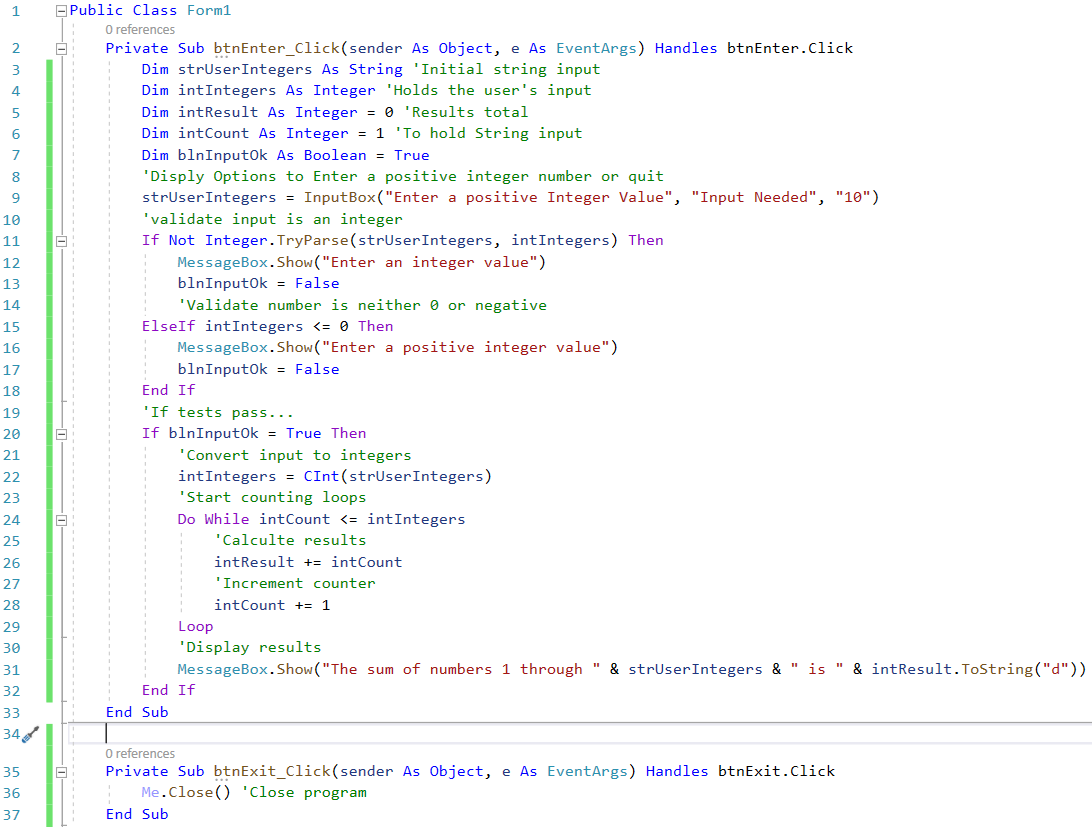 1 Public Class Form1
0 references
2 Private Sub btnEnter_Click(sender As Object, e As EventArgs) Handles btnEnter.Click
3 Dim strUserIntegers As String 'Initial string input
4 Dim intIntegers As Integer 'Holds the user's input
5 Dim intResult As Integer = 0 'Results total
6 Dim intCount As Integer = 1 'To hold String input
7 Dim blnInputOk As Boolean = True
8 'Disply Options to Enter a positive integer number or quit
9 strUserIntegers = InputBox("Enter a positive Integer Value", "Input Needed", "10")
10 'validate input is an integer
11 If Not Integer.TryParse(strUserIntegers, intIntegers) Then
12 MessageBox.Show("Enter an integer value")
13 blnInputOk = False
14 'Validate number is neither 0 or negative
15 ElseIf intIntegers <= 0 Then
16 MessageBox.Show("Enter a positive integer value")
17 blnInputOk = False
18 End If
19 'If tests pass...
20 If blnInputOk = True Then
21 'Convert input to integers
22 intIntegers = CInt(strUserIntegers)
23 'Start counting loops
24 Do While intCount <= intIntegers
25 'Calculte results
26 intResult += intCount
27 'Increment counter
28 intCount += 1
29 Loop
30 'Display results
31 MessageBox.Show("The sum of numbers 1 through " & strUserIntegers & " is " & intResult.ToString("d"))
32 End If
33 End Sub
34
0 references
35 Private Sub btnExit_Click(sender As Object, e As EventArgs) Handles btnExit.Click
36 Me.Close() 'Close program
37 End Sub